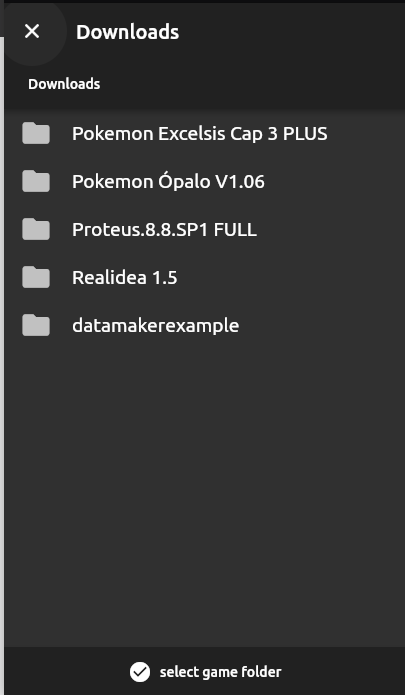 Downloads
Downloads
Pokemon Excelsis Cap 3 PLUS
Pokemon Ópalo V1.06
Proteus.8.8.SP1 FULL
Realidea 1.5
datamakerexample
select game folder